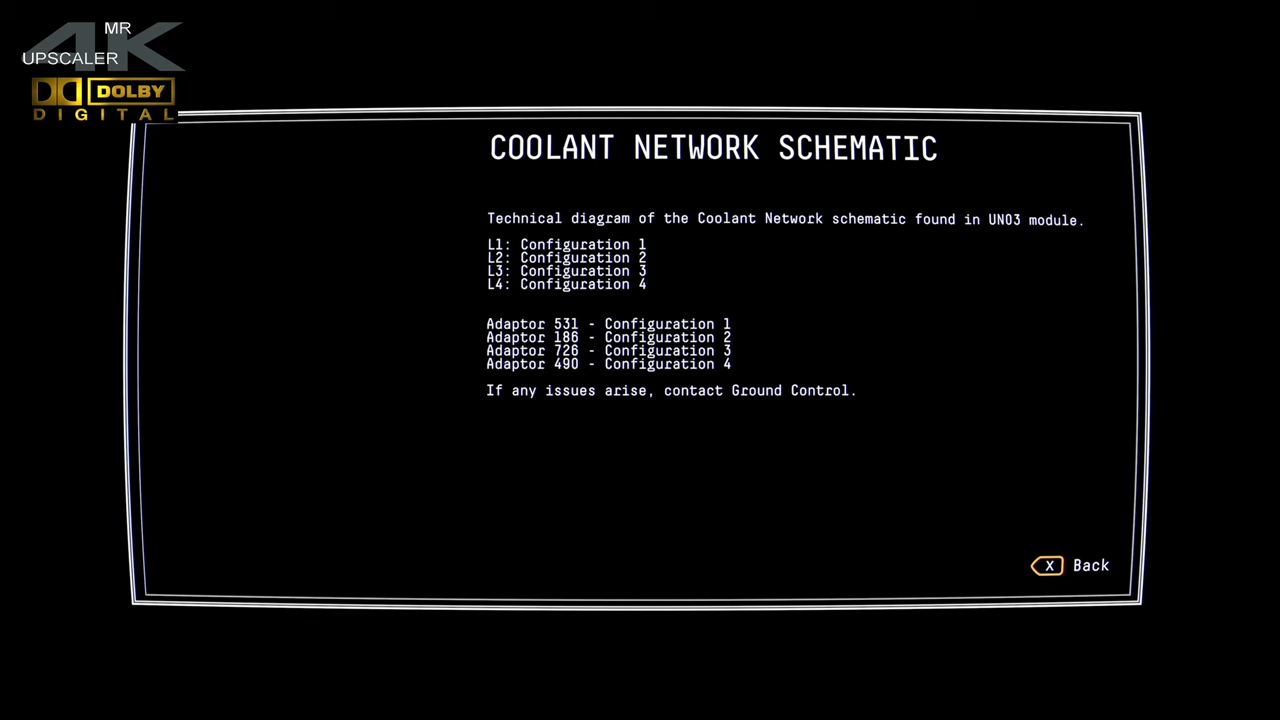 MR
4K
UPSCALER
DOLBY
DIGITAL
COOLANT NETWORK SCHEMATIC
Technical diagram of the Coolant Network schematic found in UNO3 module.
L1: Configuration 1
L2: Configuration 2
L3: Configuration 3
L4: Configuration 4
Adaptor 531 - Configuration 1
Adaptor 186 - Configuration 2
Adaptor 726 - Configuration 3
Adaptor 490 - Configuration 4
If any issues arise, contact Ground Control.
X Back